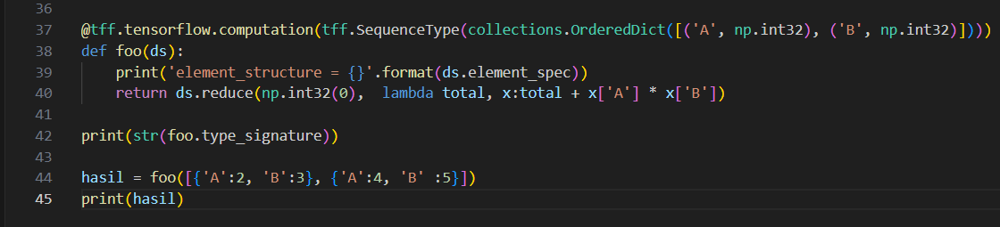 36
37 @tff.tensorflow.computation(tff.SequenceType(collections.OrderedDict([('A', np.int32), ('B', np.int32)])))
38 def foo(ds):
39     print('element_structure = {}'.format(ds.element_spec))
40     return ds.reduce(np.int32(0),  lambda total, x:total + x['A'] * x['B'])
41
42 print(str(foo.type_signature))
43
44 hasil = foo([{'A':2, 'B':3}, {'A':4, 'B' :5}])
45 print(hasil)